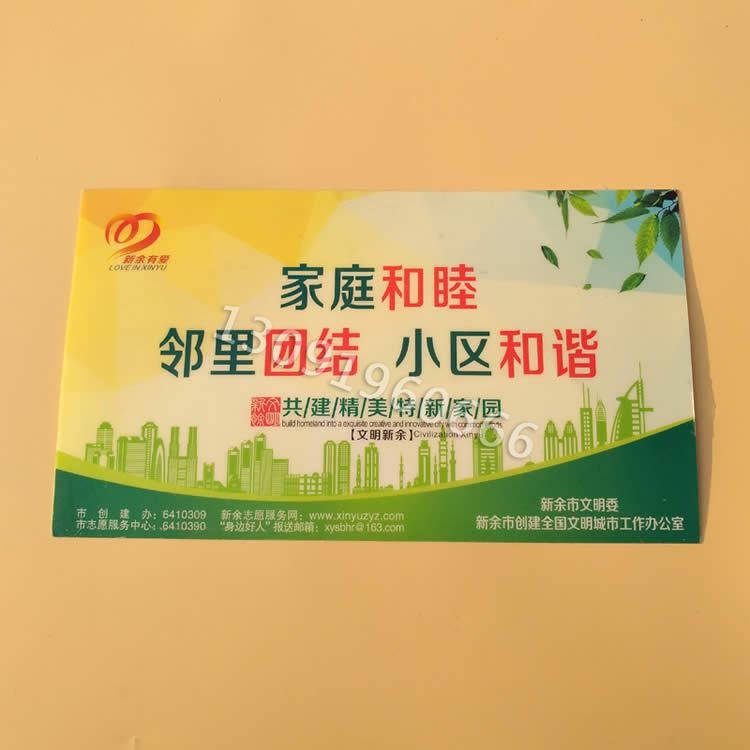 新余有爱
LOVE IN XINYU
家庭和睦
邻里团结 小区和谐
文明新余
共/建/精/美/特/新/家/园
build homeland into a exquisite creative and innovative city with common
【文明新余】Civilization Xinyu
市创建办：6410309 新余志愿服务网：www.xinyuzyz.com
市志愿服务中心：6410390 “身边好人”报送邮箱：xysbhr@163.com
新余市文明委
新余市创建全国文明城市工作办公室